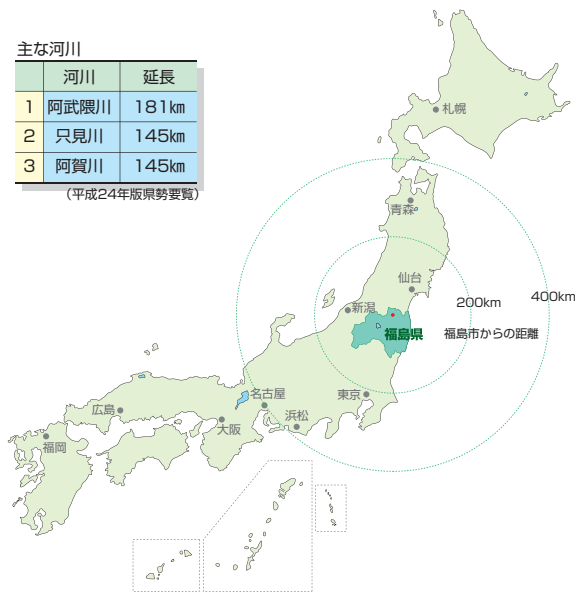 主な河川
河川 延長
1 阿武隈川 181km
2 只見川 145km
3 阿賀川 145km
(平成24年版県勢要覧)
札幌
青森
仙台
新潟
200km
400km
福島県
福島市からの距離
名古屋
東京
広島
浜松
大阪
福岡